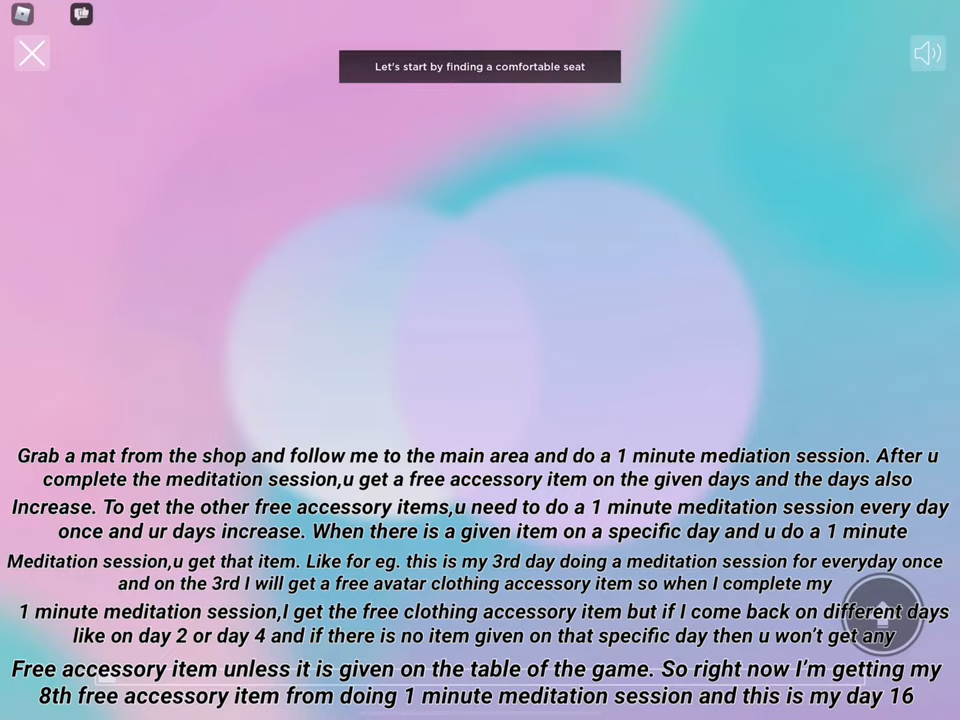 Let's start by finding a comfortable seat
Grab a mat from the shop and follow me to the main area and do a 1 minute mediation session. After u
complete the meditation session,u get a free accessory item on the given days and the days also
Increase. To get the other free accessory items,u need to do a 1 minute meditation session every day
once and ur days increase. When there is a given item on a specific day and u do a 1 minute
Meditation session,u get that item. Like for eg. this is my 3rd day doing a meditation session for everyday once
and on the 3rd I will get a free avatar clothing accessory item so when I complete my
1 minute meditation session,I get the free clothing accessory item but if I come back on different days
like on day 2 or day 4 and if there is no item given on that specific day then u won't get any
Free accessory item unless it is given on the table of the game. So right now I'm getting my
8th free accessory item from doing 1 minute meditation session and this is my day 16